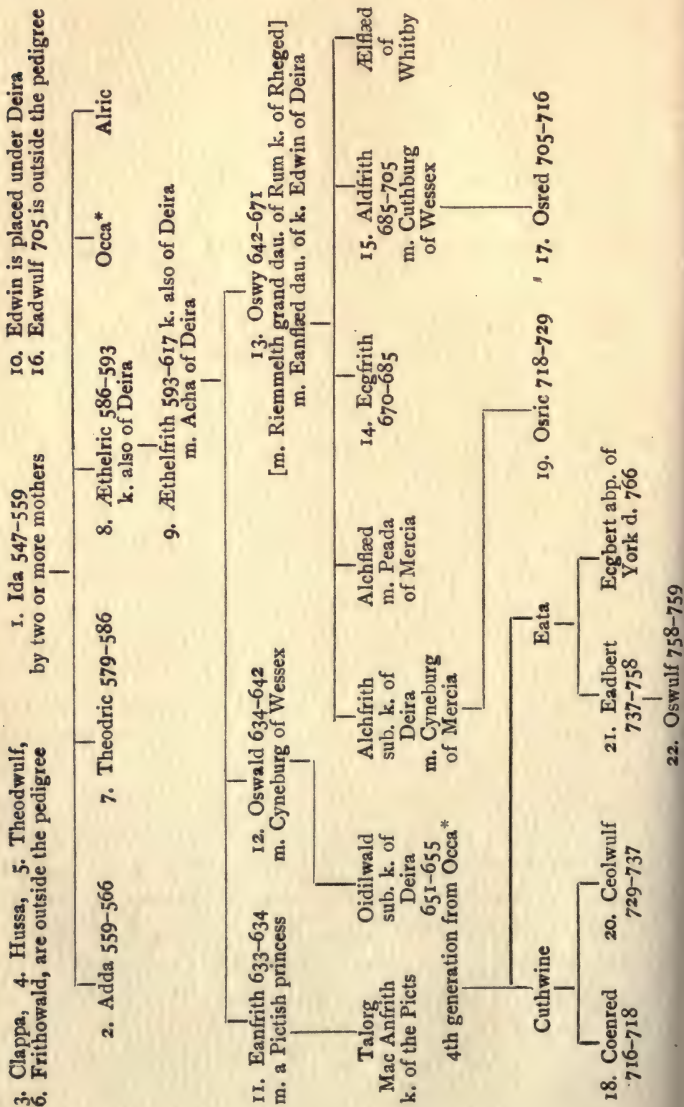 3. Clappa, 4. Hussa, 5. Theodwulf,
6. Frithowald, are outside the pedigree
1. Ida 547–559
by two or more mothers
10. Edwin is placed under Deira
16. Eadwulf 705 is outside the pedigree
2. Adda 559–566
7. Theodric 579–586
8. Æthelric 586–593
k. also of Deira
Occa*
Alric
9. Æthelfrith 593–617 k. also of Deira
m. Acha of Deira
11. Eanfrith 633–634
m. a Pictish princess
12. Oswald 634–642
m. Cyneburg of Wessex
13. Oswy 642–671
[m. Riemmelth grand dau. of Rum k. of Rheged]
m. Eanflæd dau. of k. Edwin of Deira
Talorg
Mac Anfrith
k. of the Picts
Oidilwald
sub. k. of
Deira
651–655
Alchfrith
sub. k. of
Deira
m. Cyneburg
of Mercia
Alchflæd
m. Peada
of Mercia
14. Ecgfrith
670–685
15. Aldfrith
685–705
m. Cuthburg
of Wessex
Ælflæd
of
Whitby
4th generation from Occa*
19. Osric 718–729
17. Osred 705–716
Cuthwine
Eata
18. Coenred
716–718
20. Ceolwulf
729–737
21. Eadbert
737–758
Ecgbert abp. of
York d. 766
22. Oswulf 758–759